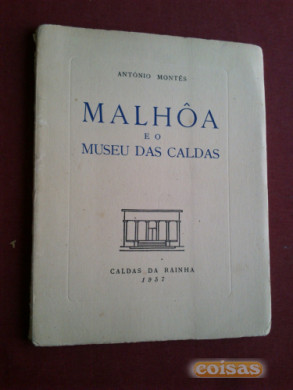 ANTÓNIO MONTÊS
MALHÔA
E O
MUSEU DAS CALDAS
CALDAS DA RAINHA
1957
coisas